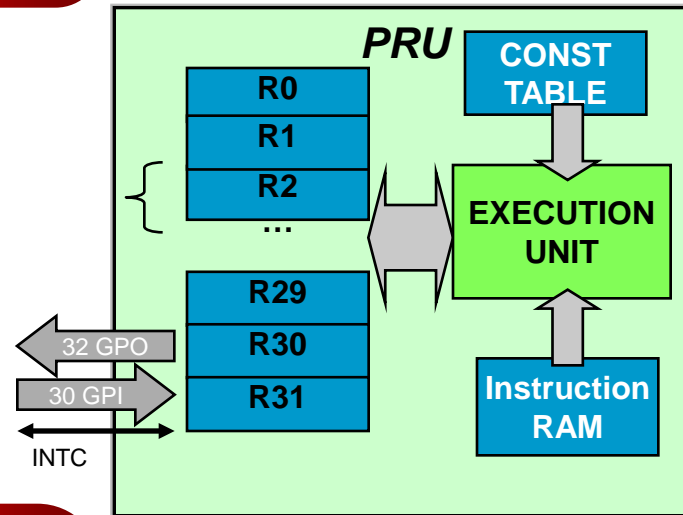 PRU
CONST
TABLE
R0
R1
R2
...
R29
R30
R31
EXECUTION
UNIT
Instruction
RAM
32 GPO
30 GPI
INTC